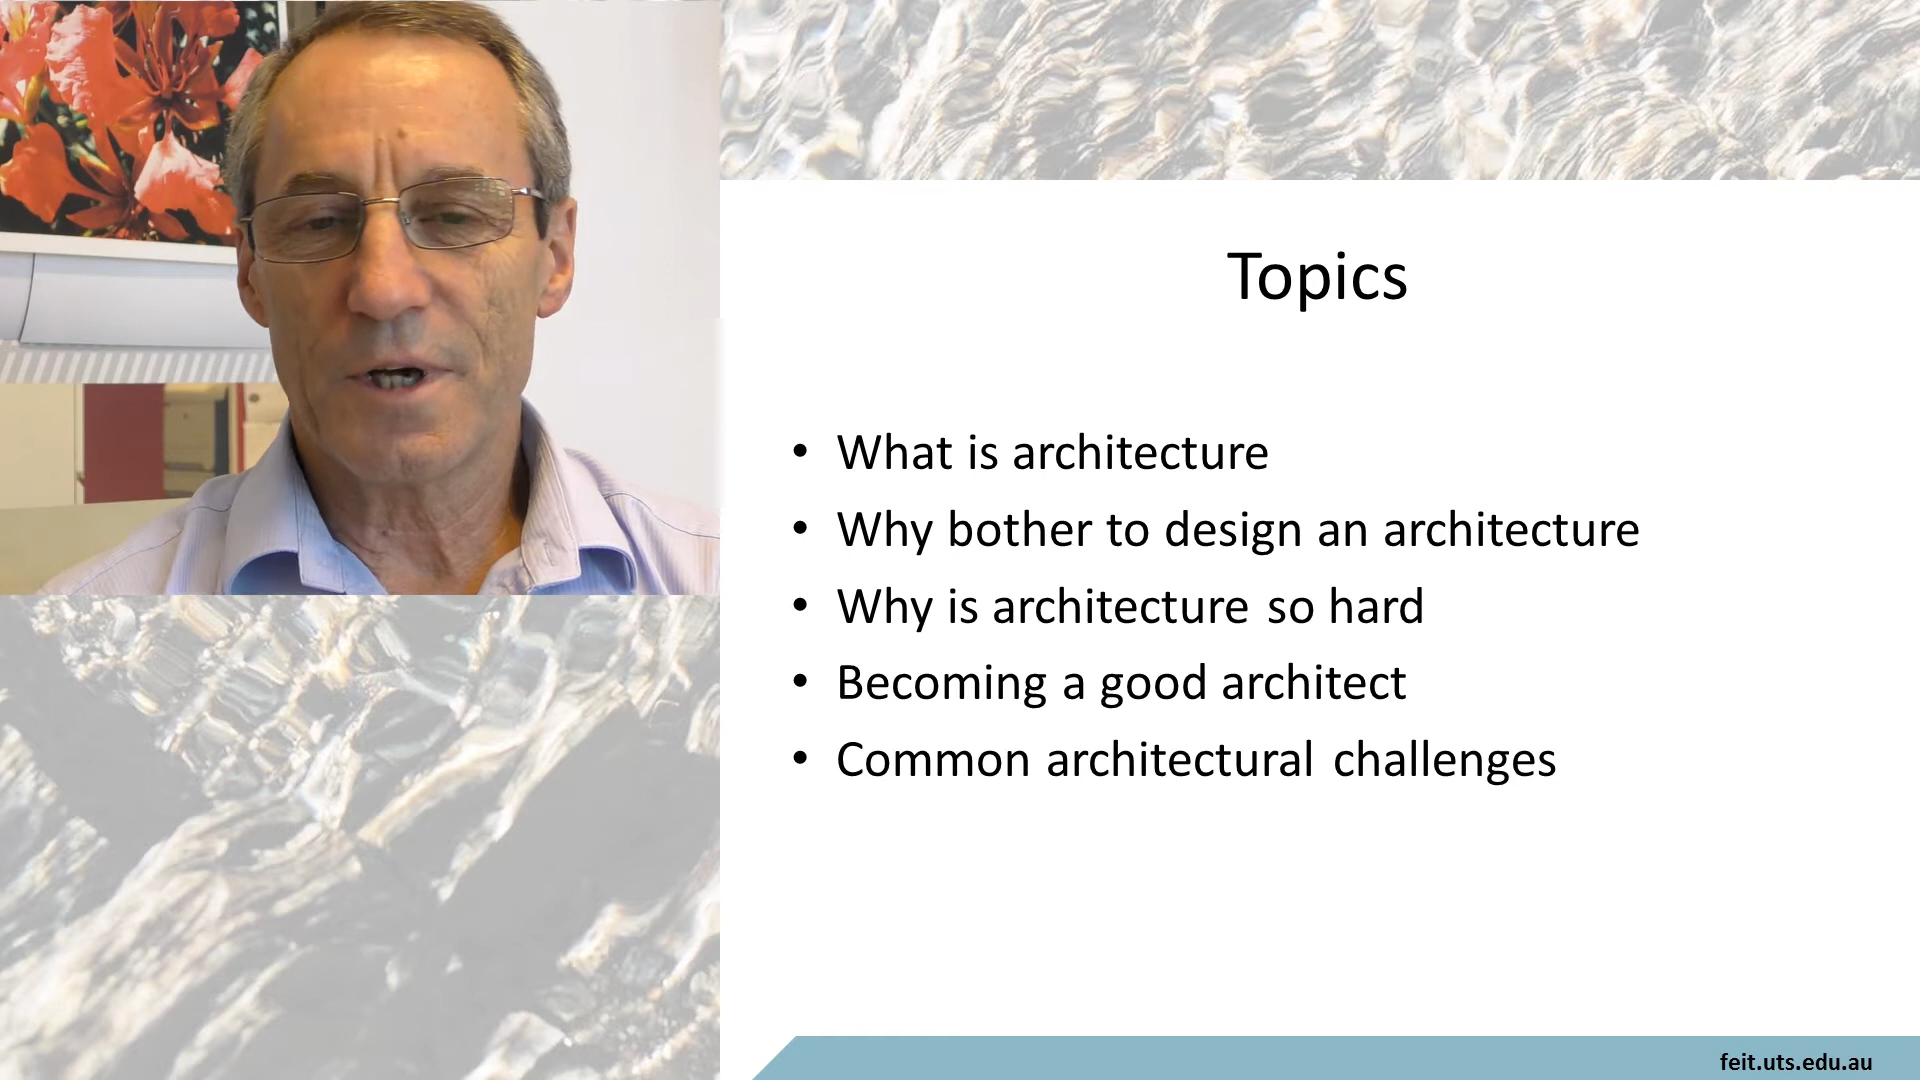 Topics
• What is architecture
• Why bother to design an architecture
• Why is architecture so hard
• Becoming a good architect
• Common architectural challenges
feit.uts.edu.au